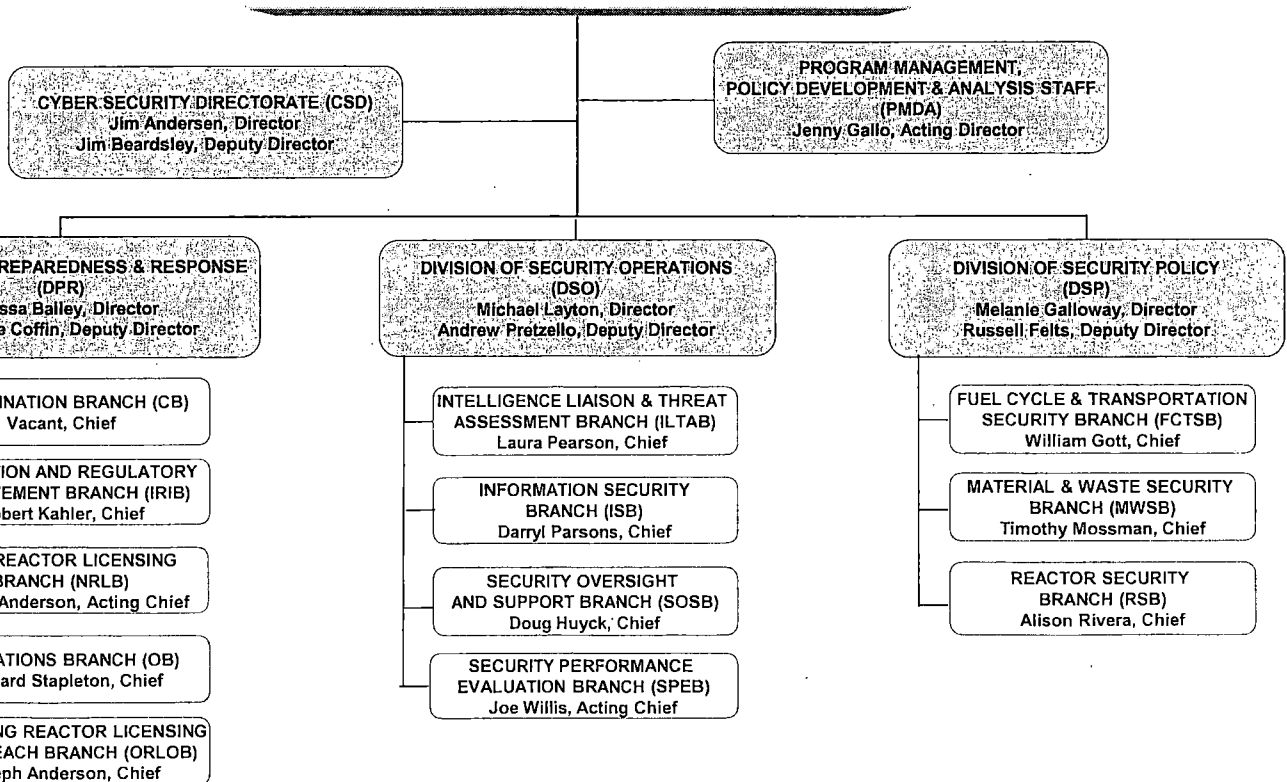 CYBER SECURITY DIRECTORATE (CSD)
Jim Andersen, Director
Jim Beardsley, Deputy Director
PROGRAM MANAGEMENT,
POLICY DEVELOPMENT & ANALYSIS STAFF
(PMDA)
Jenny Gallo, Acting Director
REPAREDNESS & RESPONSE
(DPR)
ssa Bailey, Director
e Coffin, Deputy Director
INATION BRANCH (CB)
Vacant, Chief
TION AND REGULATORY
EMENT BRANCH (IRIB)
bert Kahler, Chief
REACTOR LICENSING
BRANCH (NRLB)
Anderson, Acting Chief
ATIONS BRANCH (OB)
ard Stapleton, Chief
NG REACTOR LICENSING
EACH BRANCH (ORLOB)
eph Anderson, Chief
DIVISION OF SECURITY OPERATIONS
(DSO)
Michael Layton, Director
Andrew Pretzello, Deputy Director
INTELLIGENCE LIAISON & THREAT
ASSESSMENT BRANCH (ILTAB)
Laura Pearson, Chief
INFORMATION SECURITY
BRANCH (ISB)
Darryl Parsons, Chief
SECURITY OVERSIGHT
AND SUPPORT BRANCH (SOSB)
Doug Huyck, Chief
SECURITY PERFORMANCE
EVALUATION BRANCH (SPEB)
Joe Willis, Acting Chief
DIVISION OF SECURITY POLICY
(DSP)
Melanie Galloway, Director
Russell Felts, Deputy Director
FUEL CYCLE & TRANSPORTATION
SECURITY BRANCH (FCTSB)
William Gott, Chief
MATERIAL & WASTE SECURITY
BRANCH (MWSB)
Timothy Mossman, Chief
REACTOR SECURITY
BRANCH (RSB)
Alison Rivera, Chief